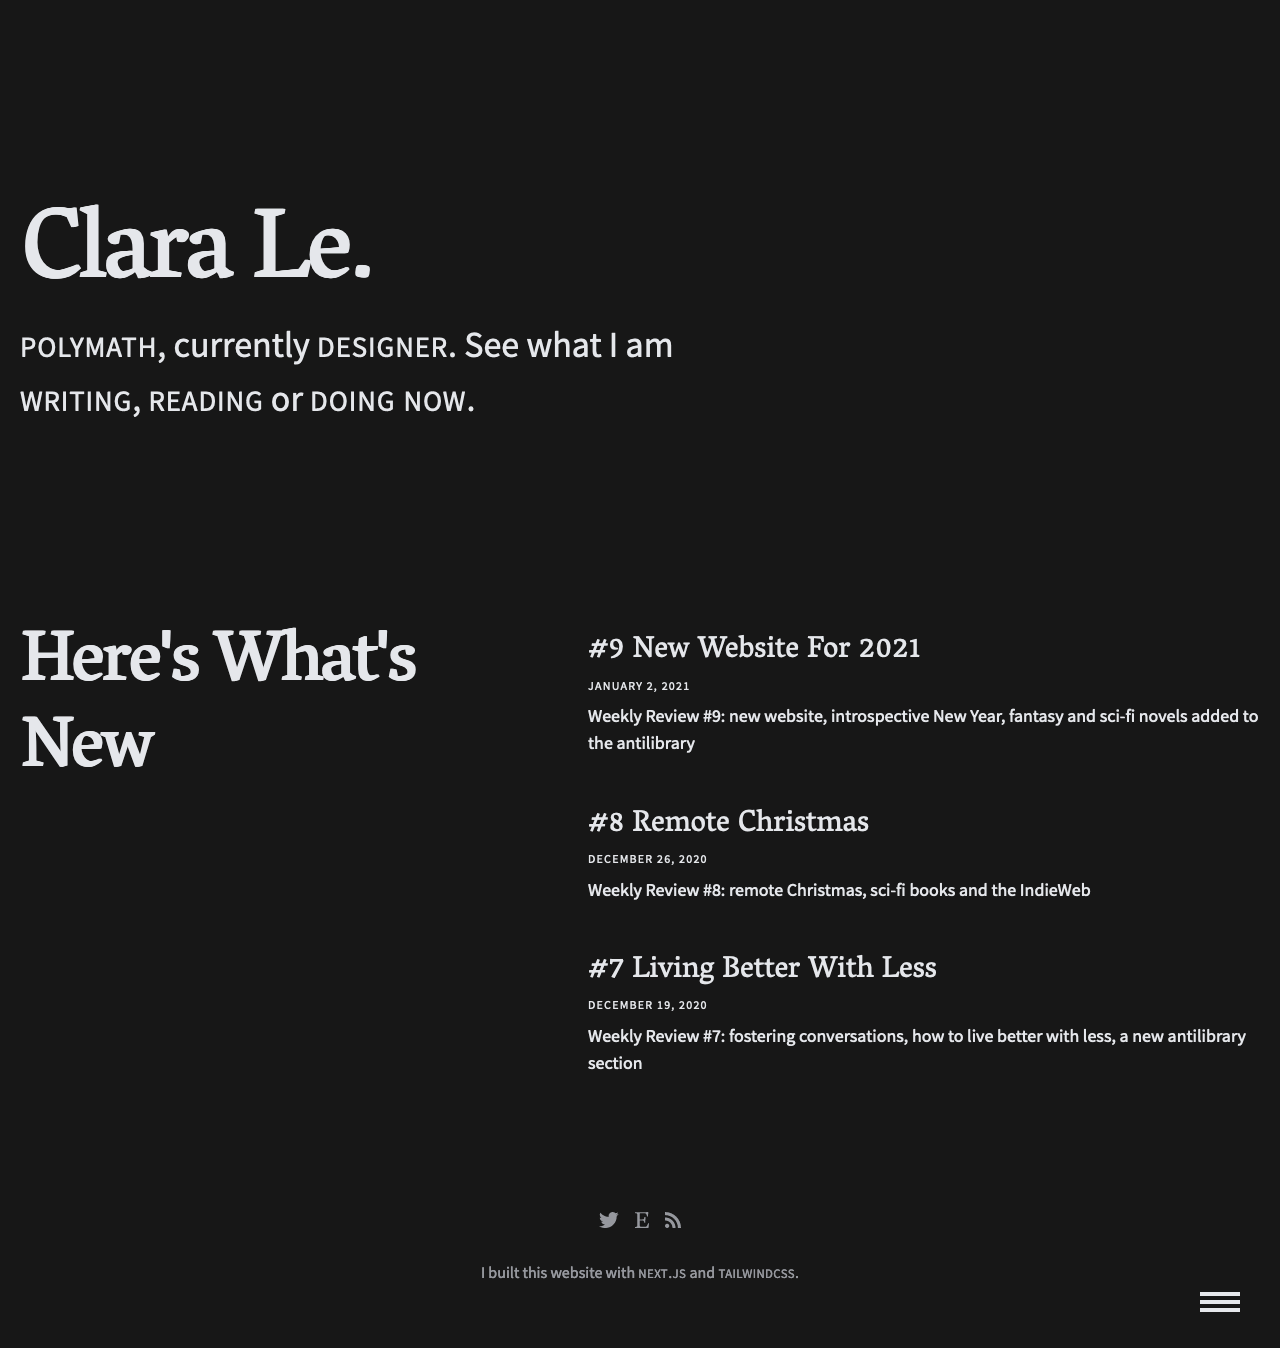 Clara Le.
POLYMATH, currently DESIGNER. See what I am
WRITING, READING or DOING NOW.
Here's What's
New
#9 New Website For 2021
JANUARY 2, 2021
Weekly Review #9: new website, introspective New Year, fantasy and sci-fi novels added to
the antilibrary
#8 Remote Christmas
DECEMBER 26, 2020
Weekly Review #8: remote Christmas, sci-fi books and the IndieWeb
#7 Living Better With Less
DECEMBER 19, 2020
Weekly Review #7: fostering conversations, how to live better with less, a new antilibrary
section
E
I built this website with NEXT.JS and TAILWINDCSS.